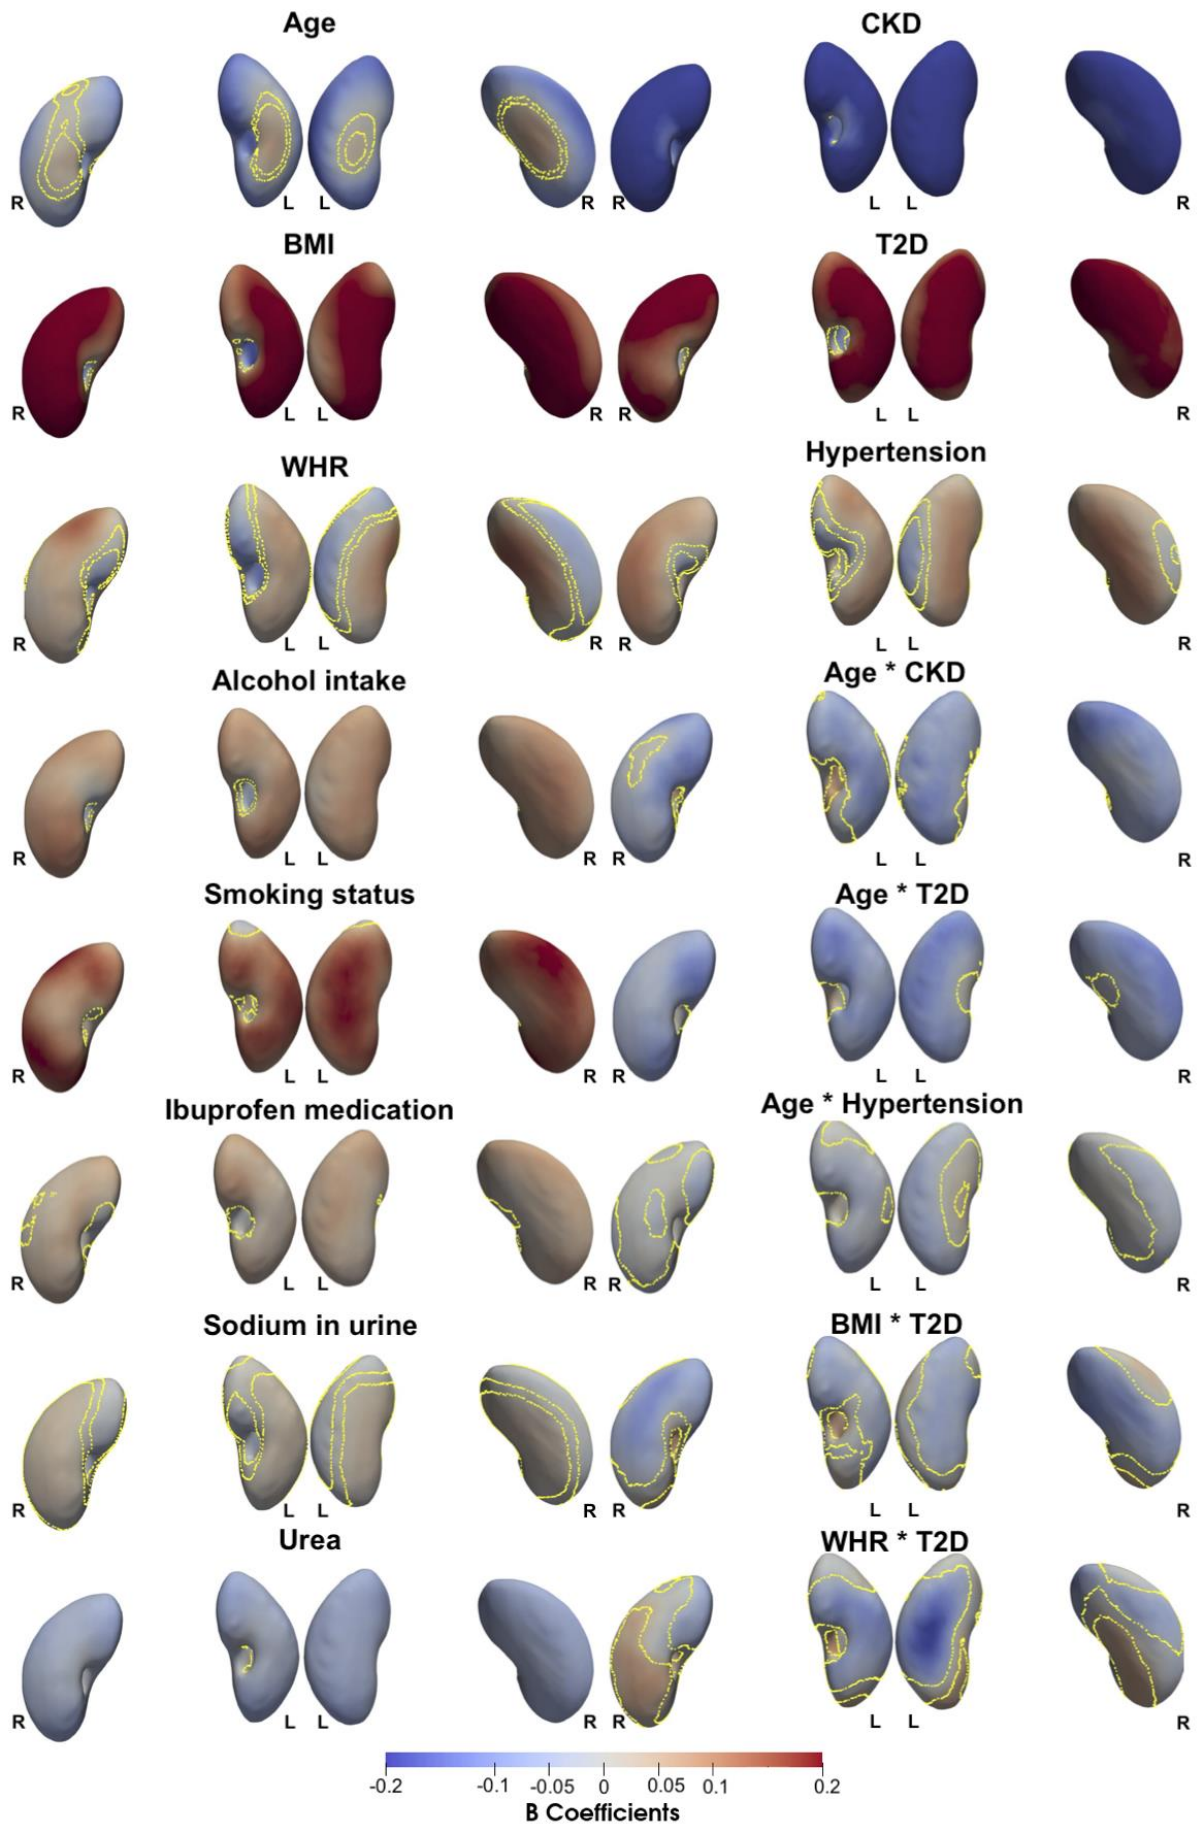 Age
CKD
R L L R R L L R
BMI
T2D
R L L R R L L R
WHR
Hypertension
R L L R R L L R
Alcohol intake
Age * CKD
R L L R R L L R
Smoking status
Age * T2D
R L L R R L L R
Ibuprofen medication
Age * Hypertension
R L L R R L L R
Sodium in urine
BMI * T2D
R L L R R L L R
Urea
WHR * T2D
R L L R R L L R
-0.2 -0.1 -0.05 0 0.05 0.1 0.2
B Coefficients